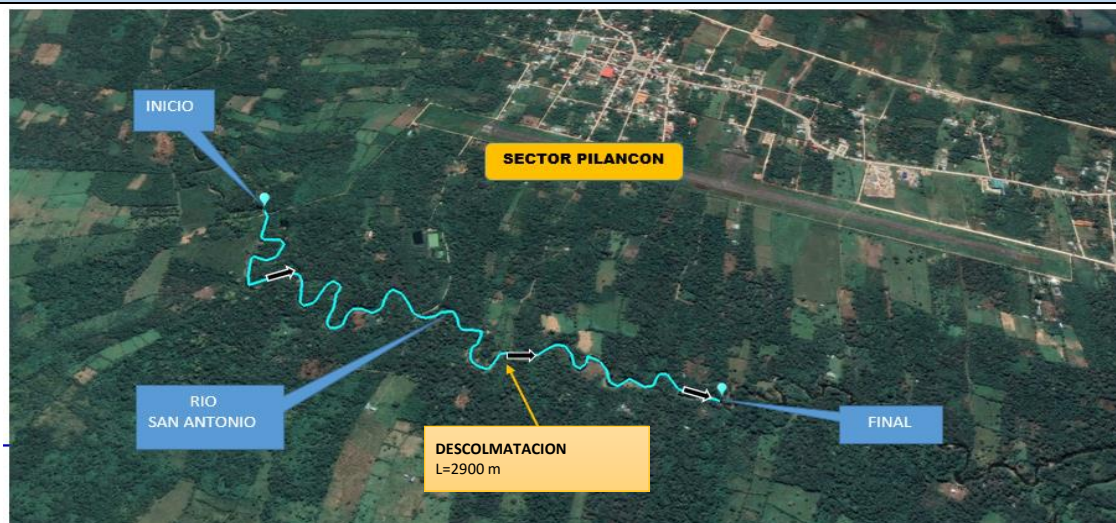 INICIO
SECTOR PILANCON
RIO
SAN ANTONIO
DESCOLMATACION
L=2900 m
FINAL